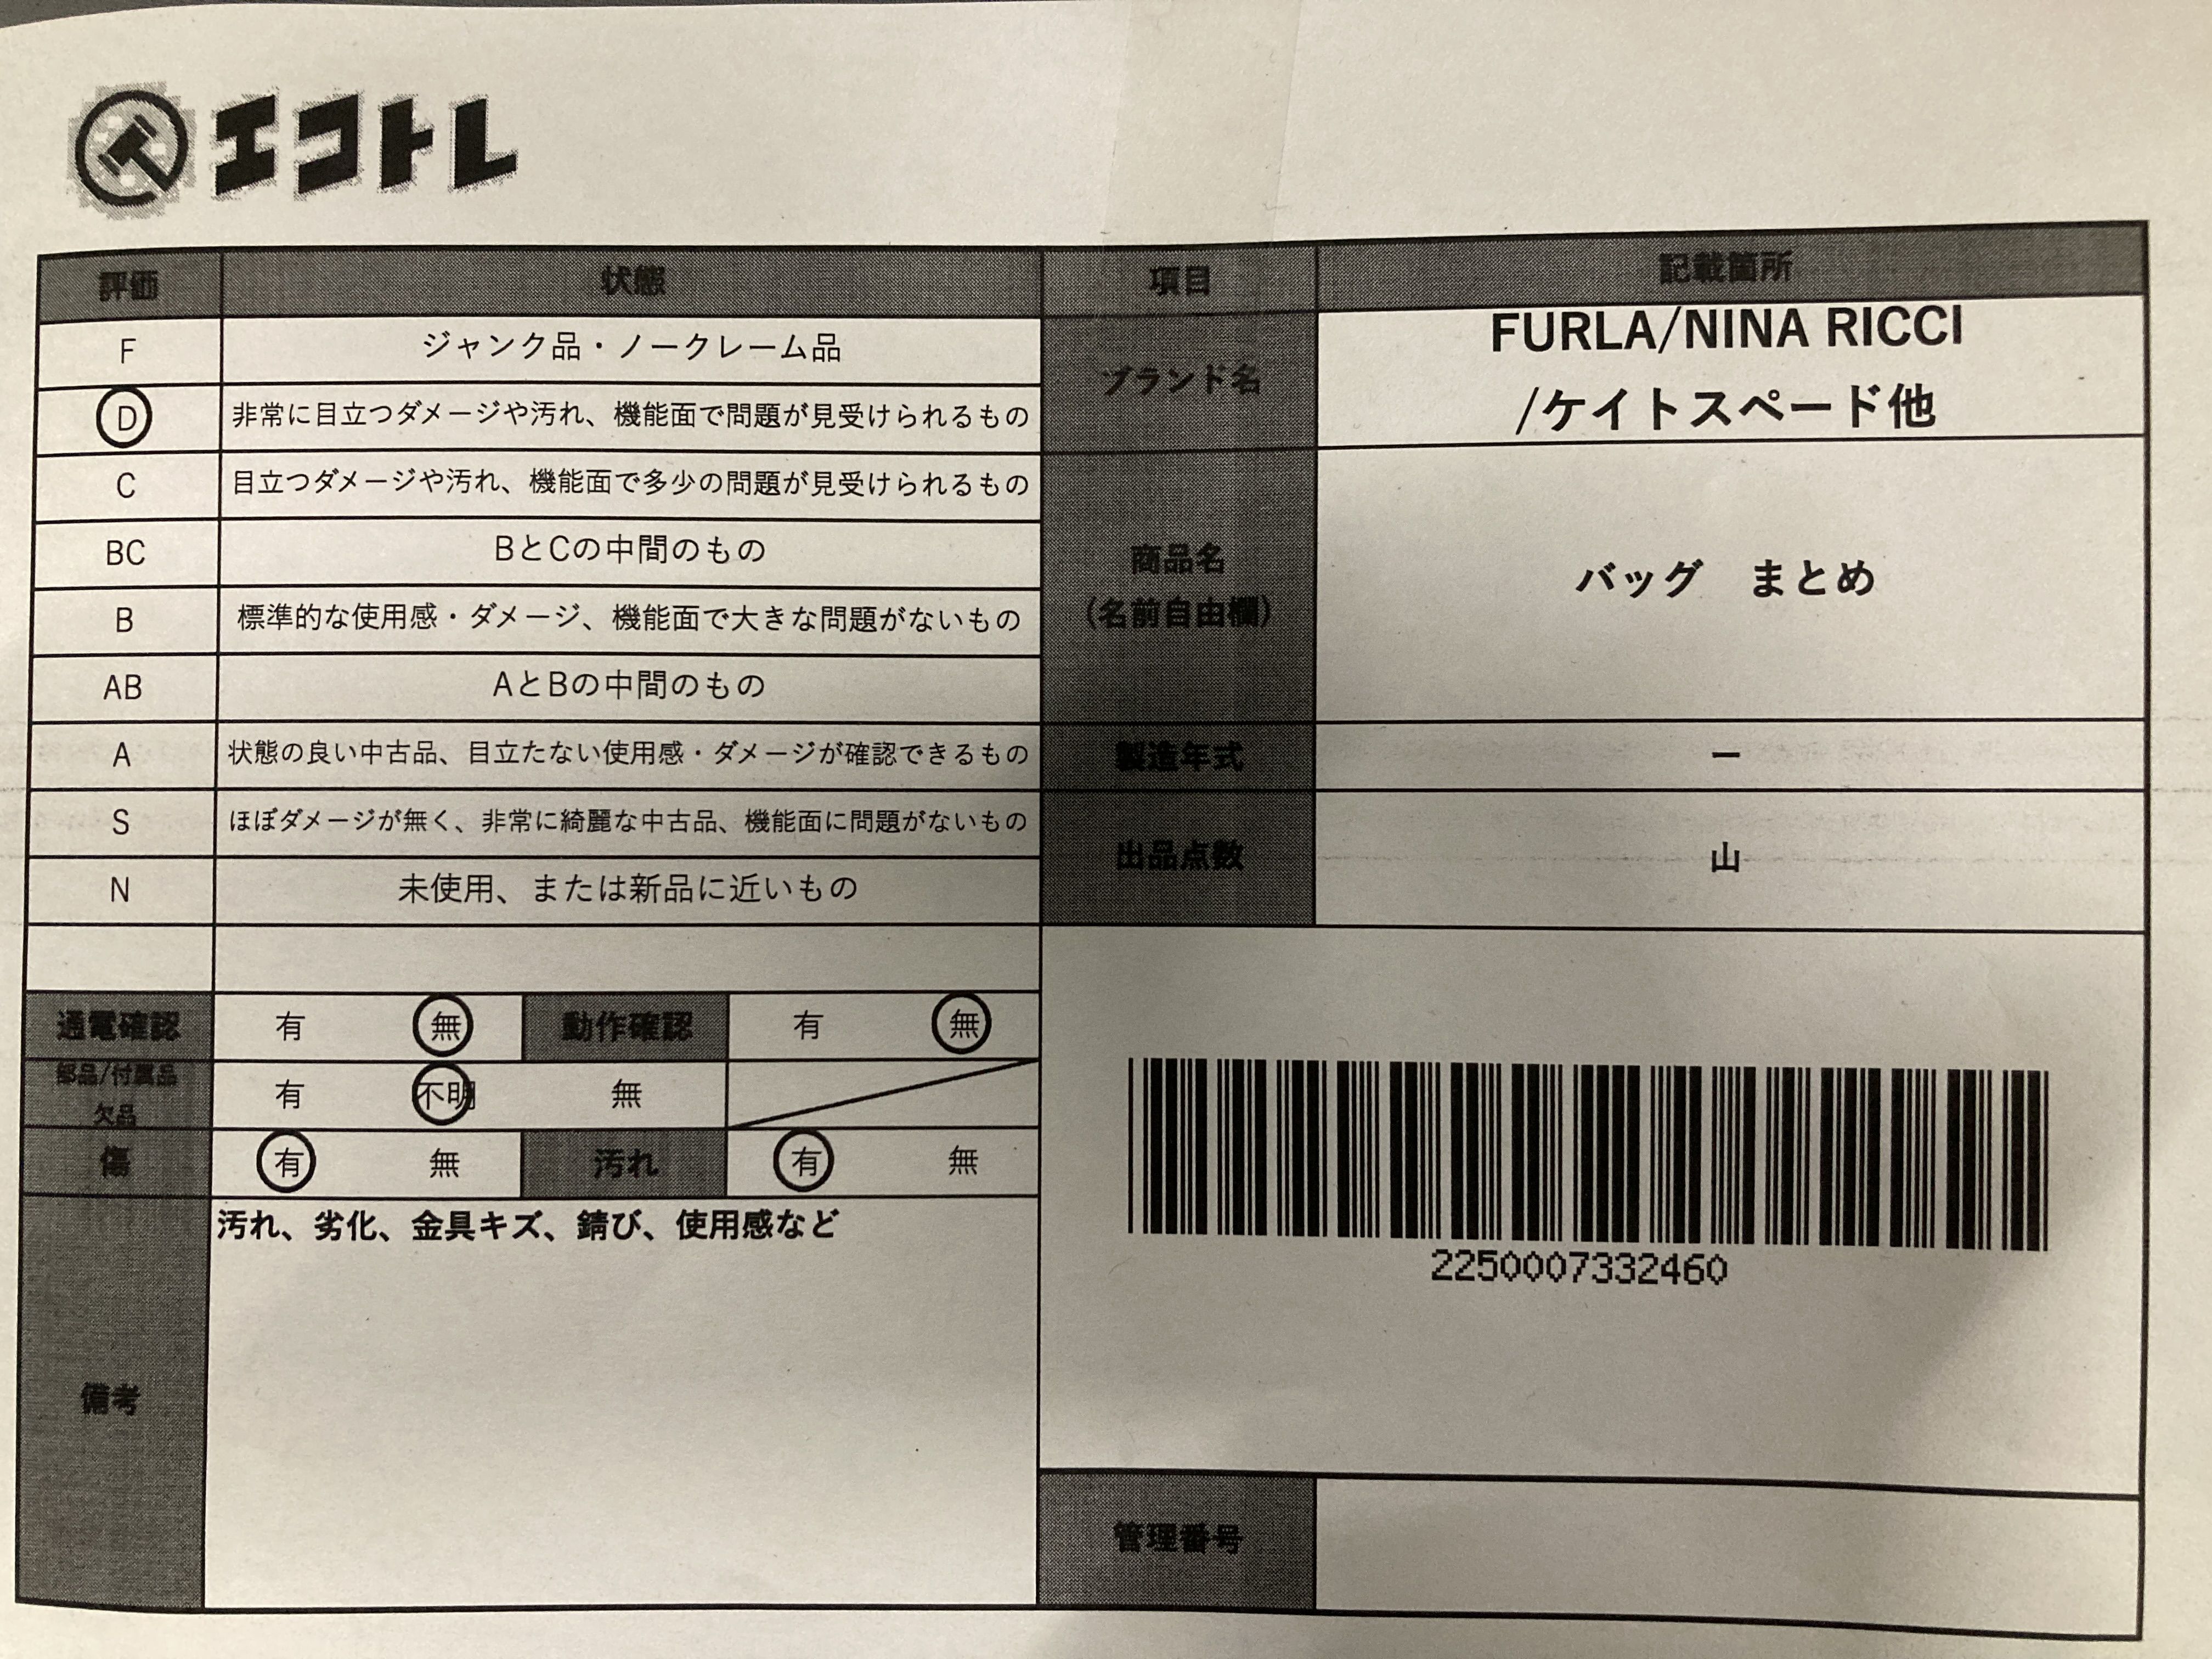 エコトレ
評価 状態 項目 記載箇所
F ジャンク品・ノークレーム品
D 非常に目立つダメージや汚れ、機能面で問題が見受けられるもの
C 目立つダメージや汚れ、機能面で多少の問題が見受けられるもの
BC BとCの中間のもの
B 標準的な使用感・ダメージ、機能面で大きな問題がないもの
AB AとBの中間のもの
A 状態の良い中古品、目立たない使用感・ダメージが確認できるもの
S ほぼダメージが無く、非常に綺麗な中古品、機能面に問題がないもの
N 未使用、または新品に近いもの
ブランド名
FURLA/NINA RICCI
/ケイトスペード他
商品名
(名前自由欄)
バッグ まとめ
製造年式 ー
出品点数 山
通電確認 有 無 動作確認 有 無
部品/付属品
欠品
有 不明 無
傷 有 無 汚れ 有 無
備考
汚れ、劣化、金具キズ、錆び、使用感など
2250007332460
管理番号